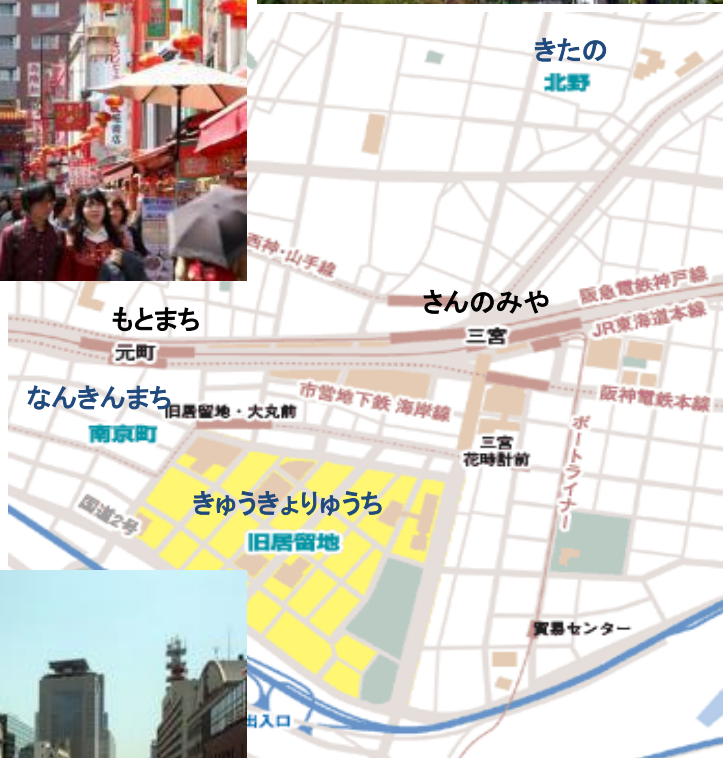 きたの
北野
西神・山手線
さんのみや
阪急電鉄神戸線
もとまち
三宮
JR東海道本線
元町
なんきんまち
旧居留地・大丸前
市営地下鉄 海岸線
阪神電鉄本線
南京町
三宮
花時計前
ポートライナー
国道2号
きゅうきょりゅうち
旧居留地
貿易センター
出入口